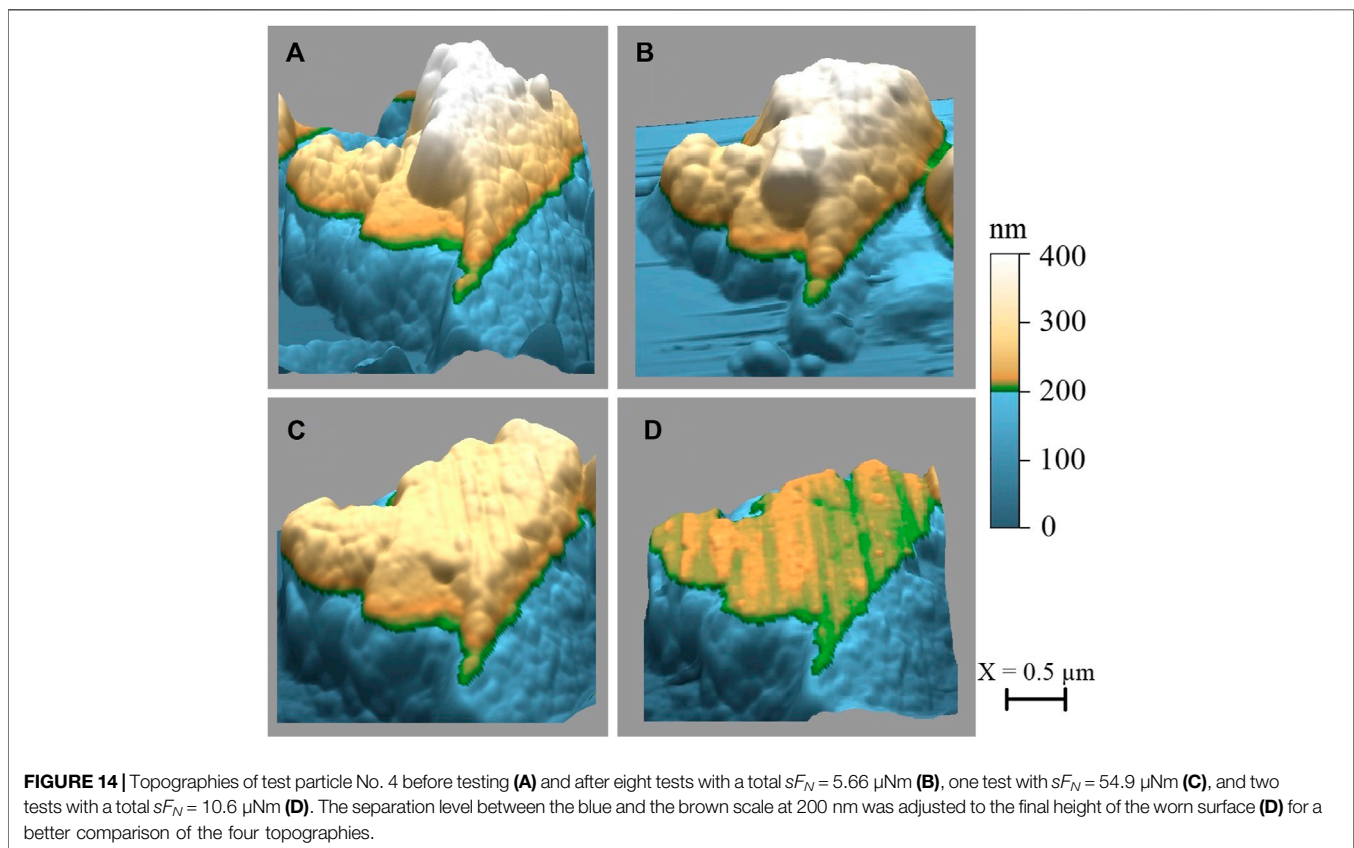 A
B
C
D
nm
400
300
200
100
0
X = 0.5 µm
FIGURE 14 | Topographies of test particle No. 4 before testing (A) and after eight tests with a total sFN = 5.66 µNm (B), one test with sFN = 54.9 µNm (C), and two
tests with a total sFN = 10.6 µNm (D). The separation level between the blue and the brown scale at 200 nm was adjusted to the final height of the worn surface (D) for a
better comparison of the four topographies.